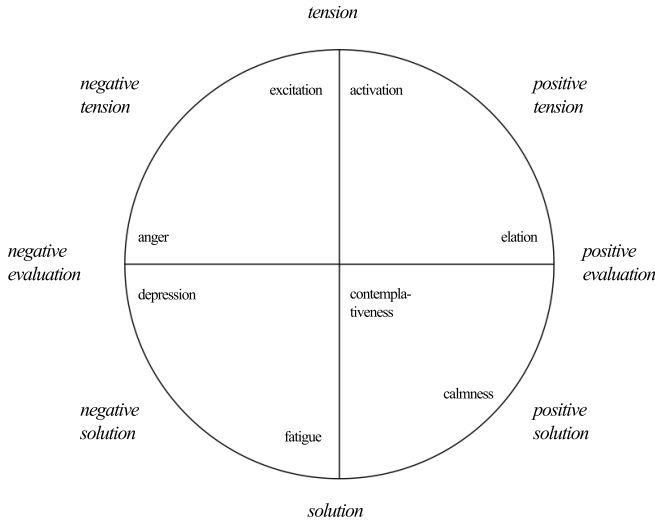 tension
negative
tension
positive
tension
excitation
activation
anger
elation
negative
evaluation
positive
evaluation
depression
contempla-
tiveness
calmness
negative
solution
positive
solution
fatigue
solution